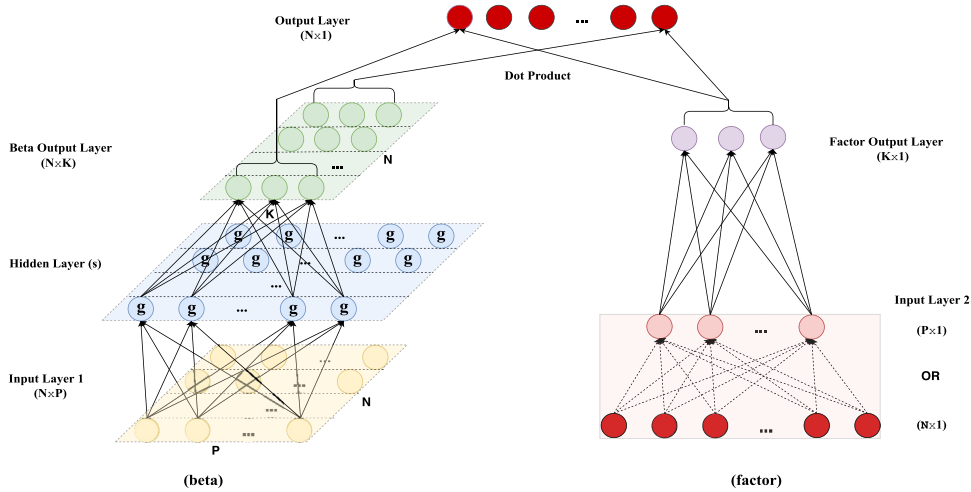 Output Layer
(N×1)
...
Dot Product
Beta Output Layer
(N×K)
...
N
K
Factor Output Layer
(K×1)
Hidden Layer (s)
g g ... g g
g g ... g g
...
g g ... g g
Input Layer 1
(N×P)
...
...
...
...
N
P
Input Layer 2
(P×1)
...
OR
(N×1)
...
(beta)
(factor)